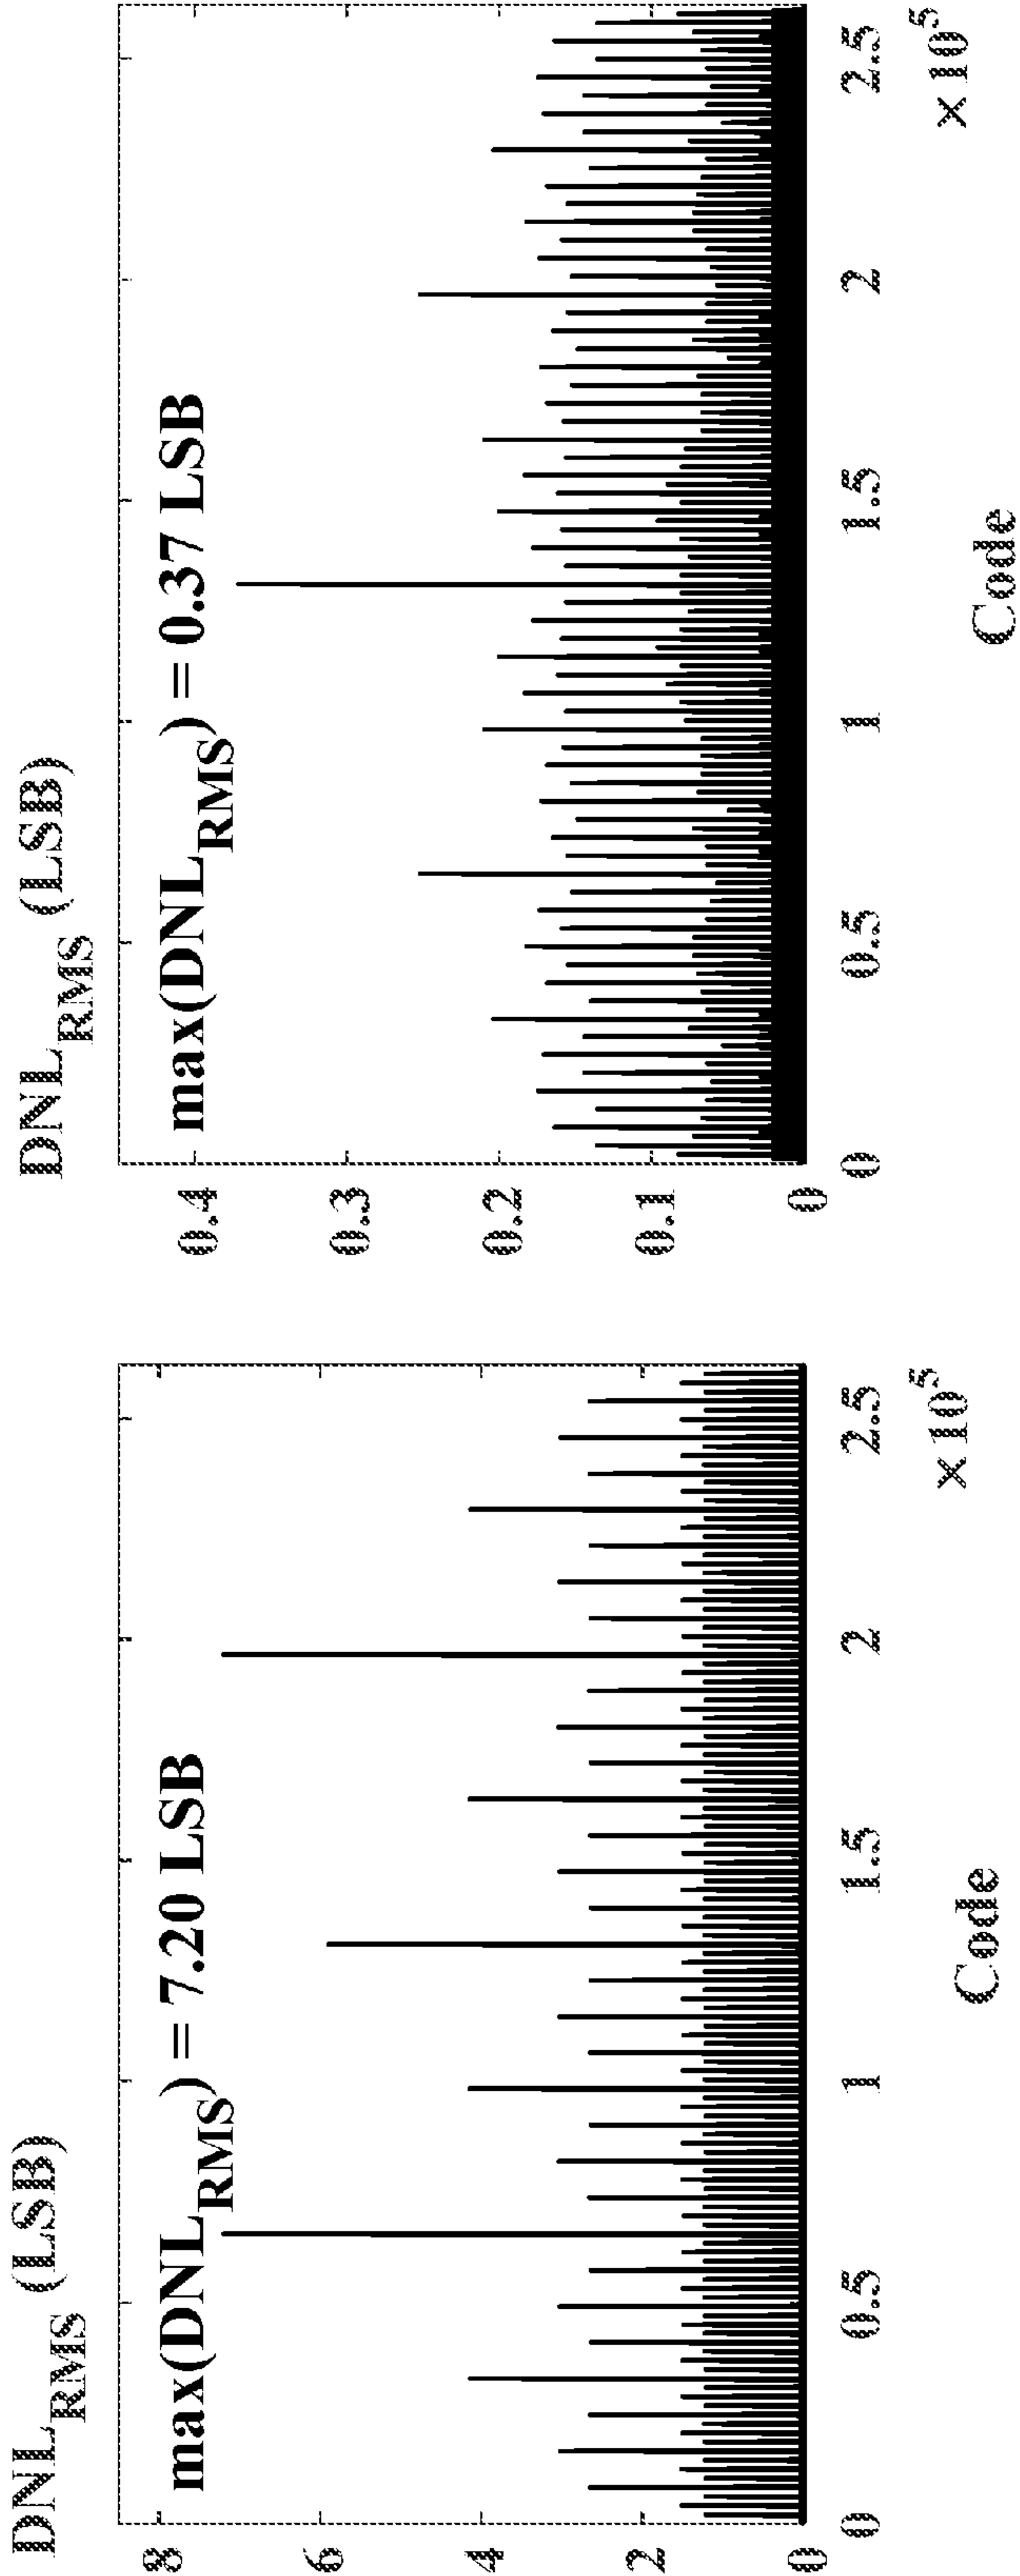 DNL_RMS (LSB)
max(DNL_RMS) = 7.20 LSB
8
6
4
2
0
0 0.5 1 1.5 2 2.5
×10^5
Code
DNL_RMS (LSB)
max(DNL_RMS) = 0.37 LSB
0.4
0.3
0.2
0.1
0
0 0.5 1 1.5 2 2.5
×10^5
Code